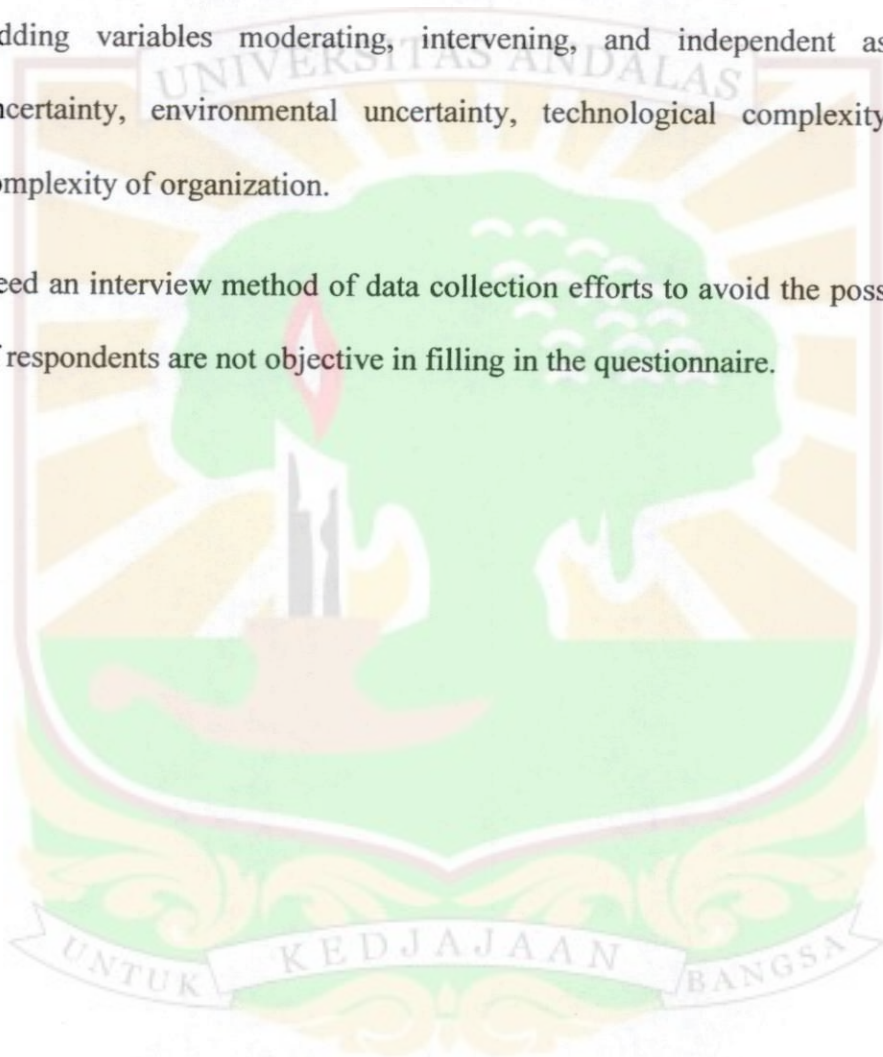 UNIVERSITAS ANDALAS
dding variables moderating, intervening, and independent as
ncertainty, environmental uncertainty, technological complexity
omplexity of organization.
eed an interview method of data collection efforts to avoid the poss
f respondents are not objective in filling in the questionnaire.
UNTUK KEDJAJAAN BANGSA